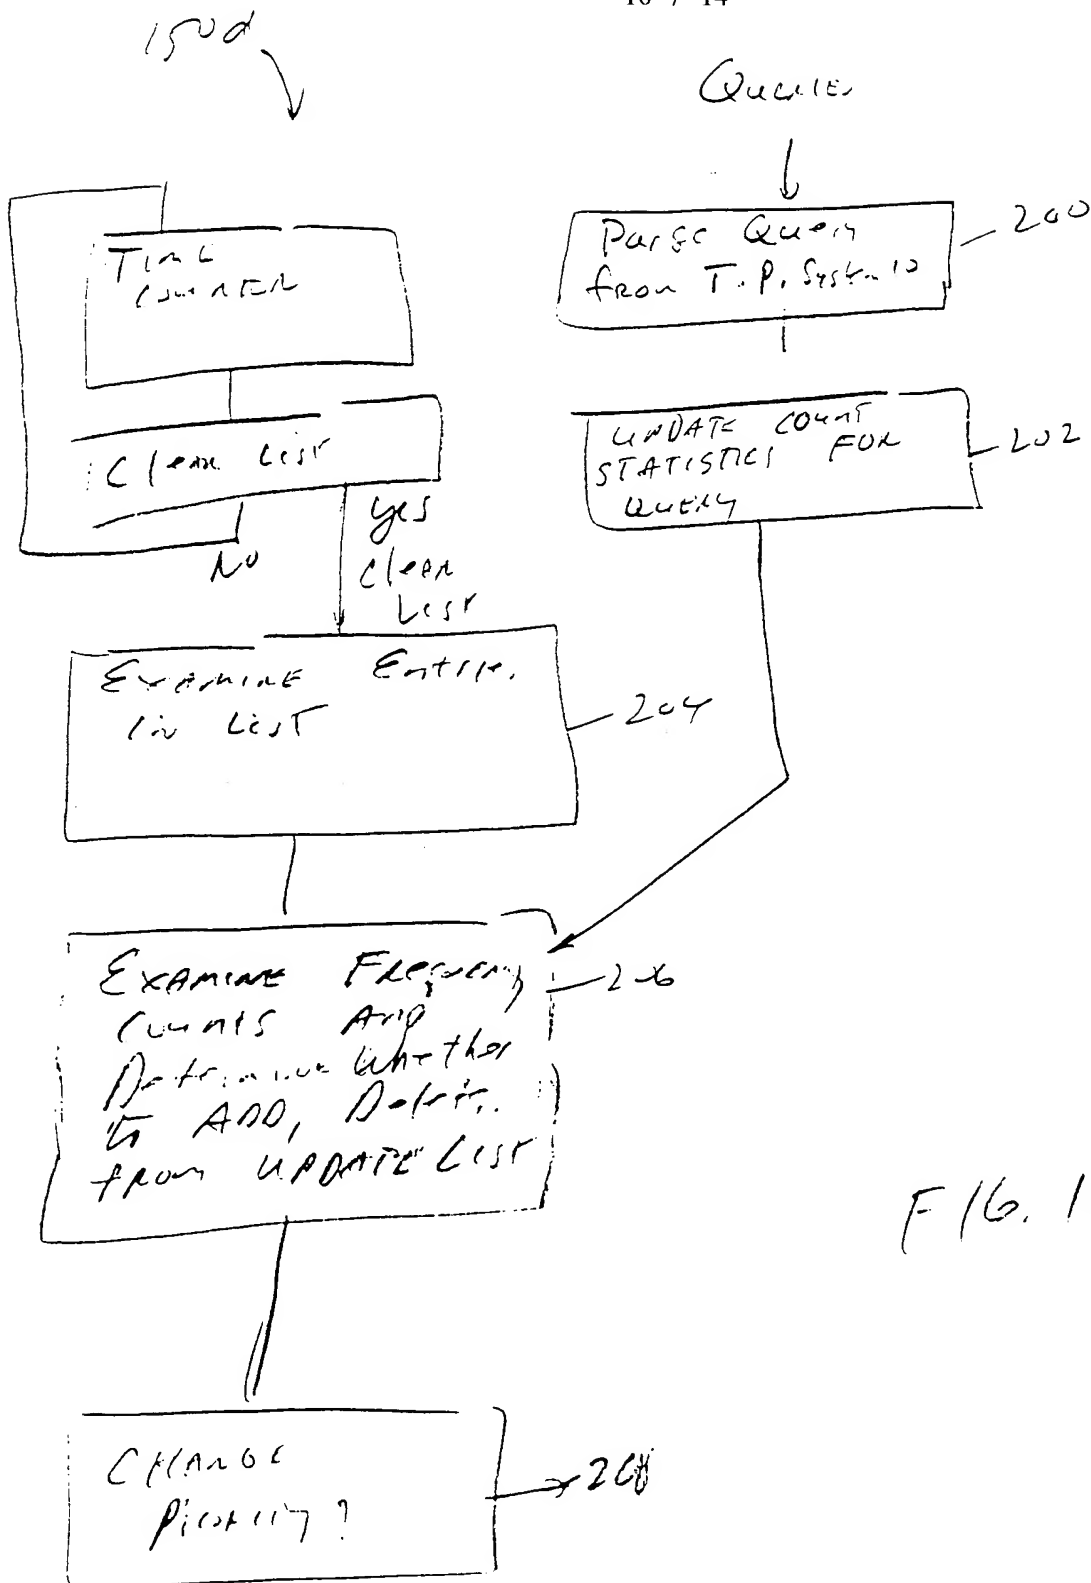 150d
Queries
Parse Query
from T.P. System 10
200
Time
Counter
Clean List
No
yes
Clean
List
UPDATE COUNT
STATISTICS FOR
QUERY
202
EXAMINE Entries
in List
204
EXAMINE Frequency
Counts And
Determine Whether
to ADD, Delete
from UPDATE LIST
206
CHANGE
Priority?
208
FIG. 1